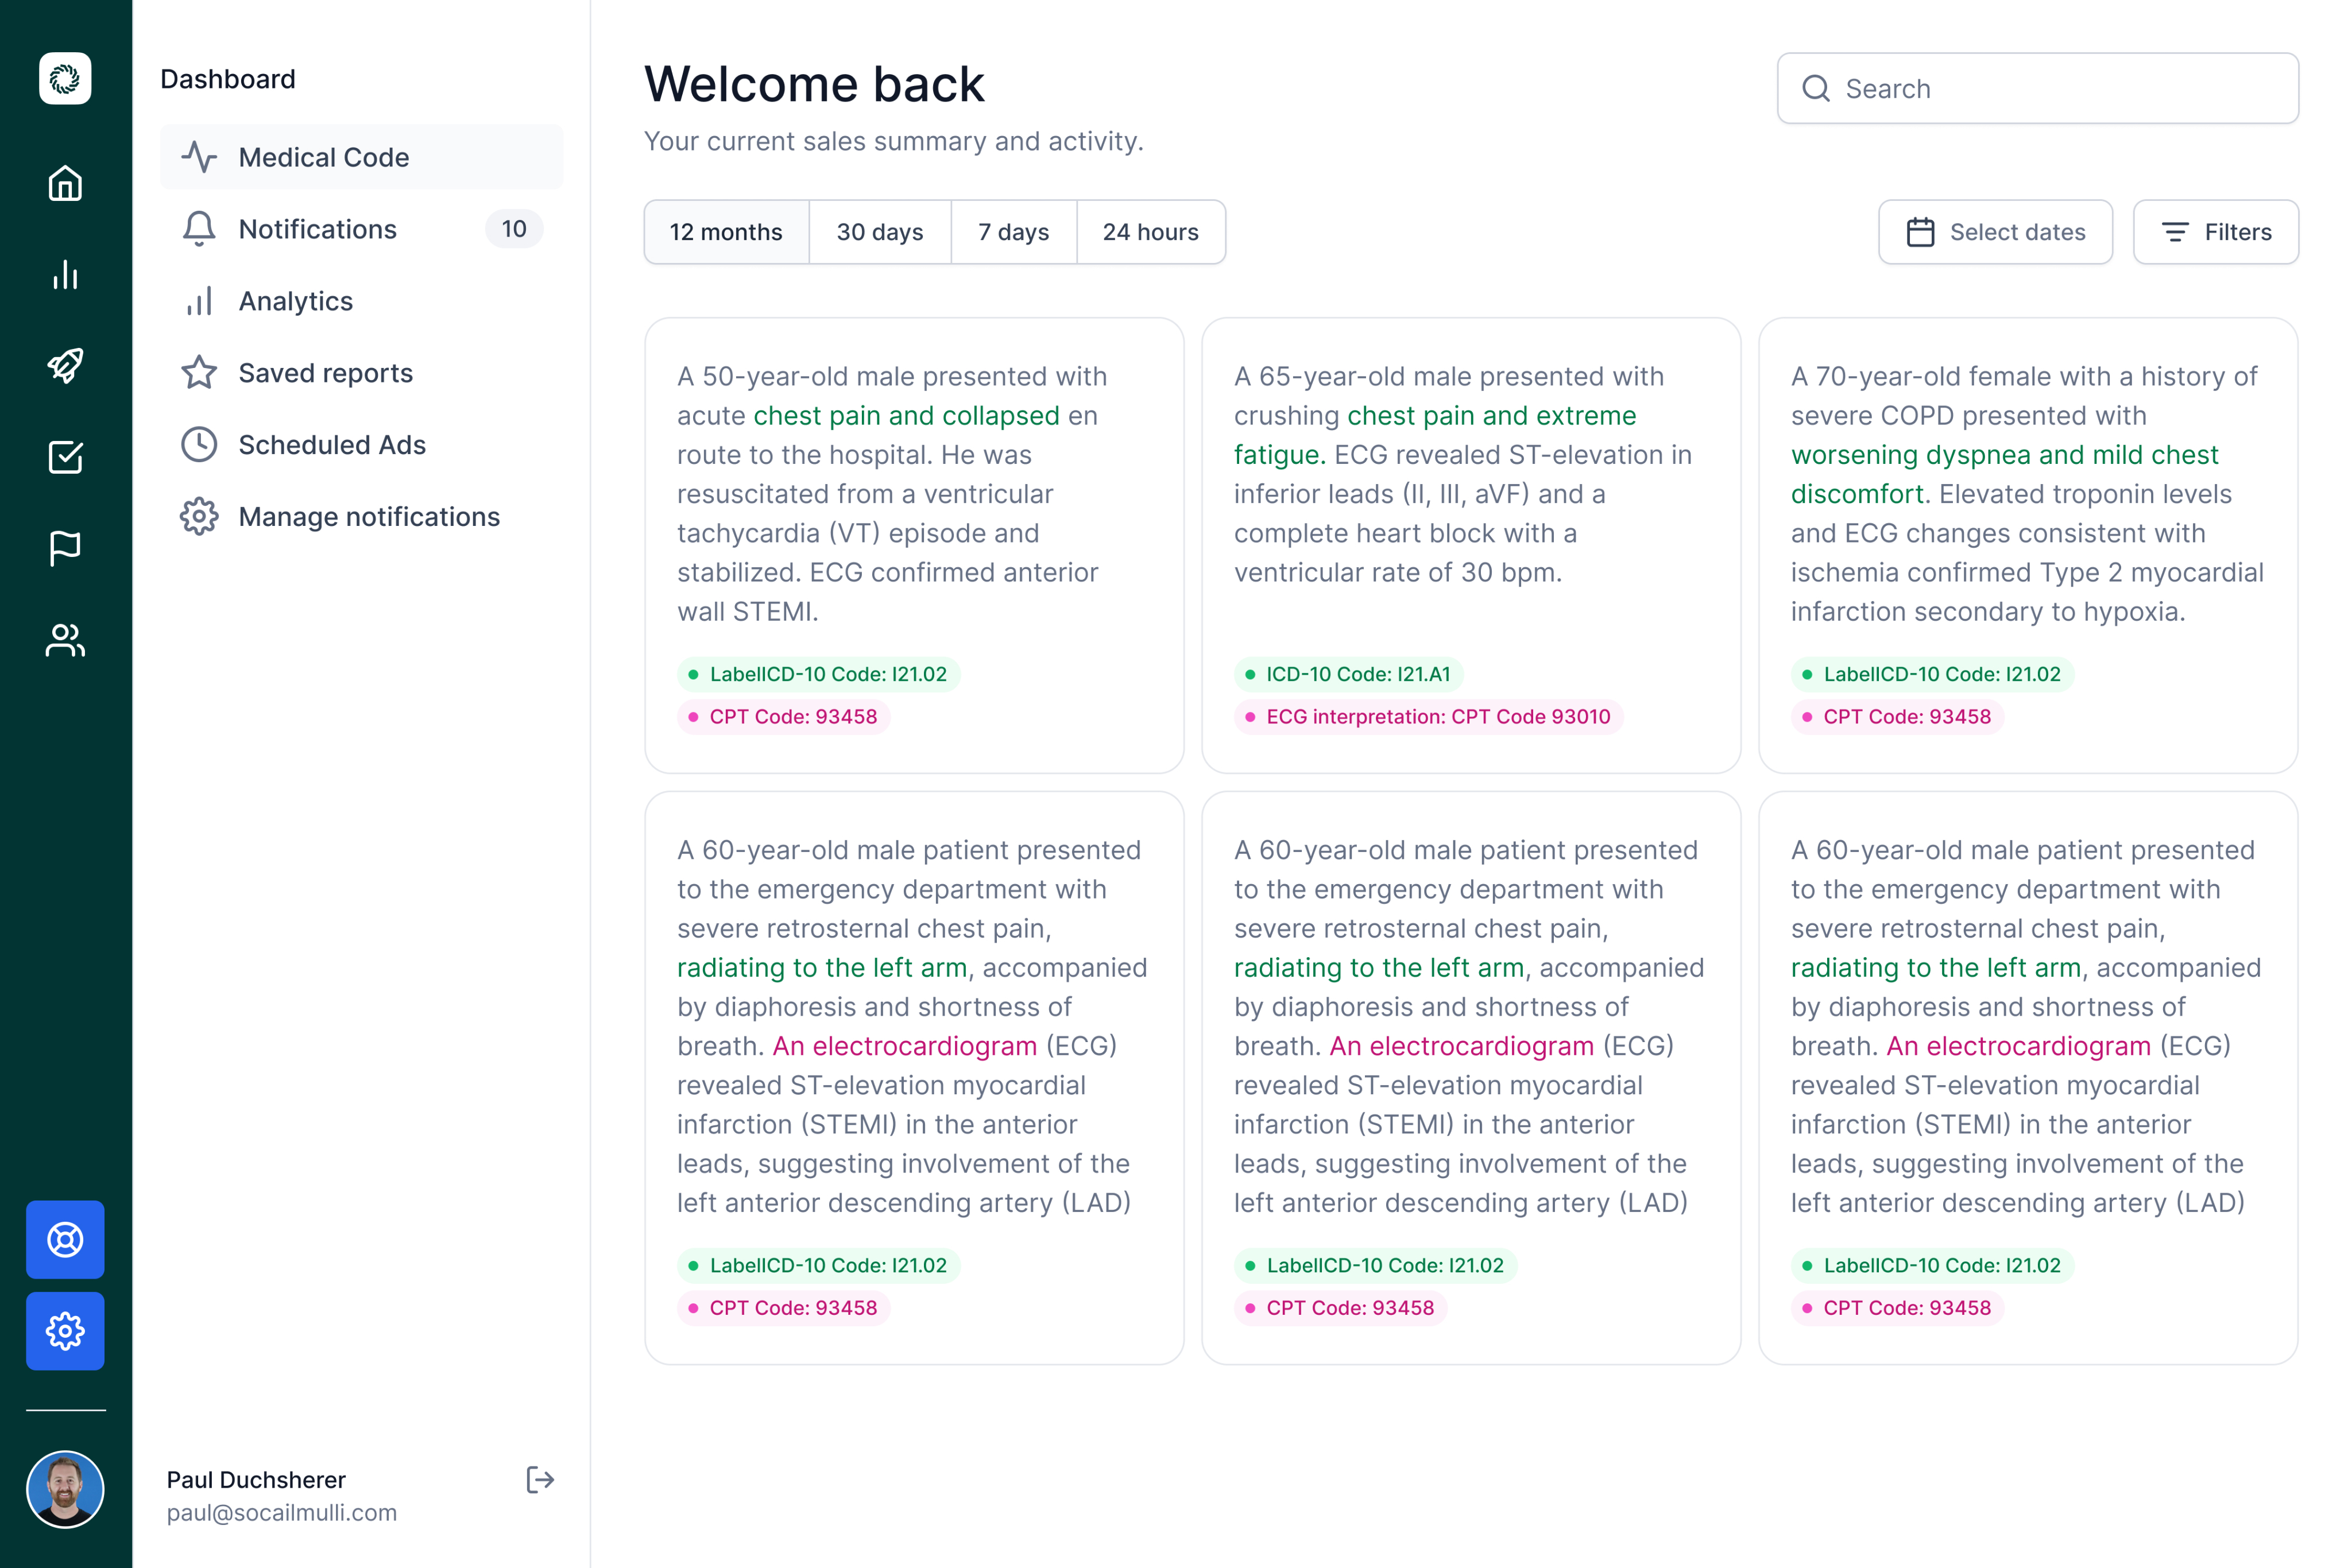 Dashboard
Medical Code
Notifications
10
Analytics
Saved reports
Scheduled Ads
Manage notifications
Paul Duchsherer
paul@socailmulli.com
Welcome back
Your current sales summary and activity.
Search
12 months
30 days
7 days
24 hours
Select dates
Filters
A 50-year-old male presented with
acute chest pain and collapsed en
route to the hospital. He was
resuscitated from a ventricular
tachycardia (VT) episode and
stabilized. ECG confirmed anterior
wall STEMI.
LabelICD-10 Code: I21.02
CPT Code: 93458
A 65-year-old male presented with
crushing chest pain and extreme
fatigue. ECG revealed ST-elevation in
inferior leads (II, III, aVF) and a
complete heart block with a
ventricular rate of 30 bpm.
ICD-10 Code: I21.A1
ECG interpretation: CPT Code 93010
A 70-year-old female with a history of
severe COPD presented with
worsening dyspnea and mild chest
discomfort. Elevated troponin levels
and ECG changes consistent with
ischemia confirmed Type 2 myocardial
infarction secondary to hypoxia.
LabelICD-10 Code: I21.02
CPT Code: 93458
A 60-year-old male patient presented
to the emergency department with
severe retrosternal chest pain,
radiating to the left arm, accompanied
by diaphoresis and shortness of
breath. An electrocardiogram (ECG)
revealed ST-elevation myocardial
infarction (STEMI) in the anterior
leads, suggesting involvement of the
left anterior descending artery (LAD)
LabelICD-10 Code: I21.02
CPT Code: 93458
A 60-year-old male patient presented
to the emergency department with
severe retrosternal chest pain,
radiating to the left arm, accompanied
by diaphoresis and shortness of
breath. An electrocardiogram (ECG)
revealed ST-elevation myocardial
infarction (STEMI) in the anterior
leads, suggesting involvement of the
left anterior descending artery (LAD)
LabelICD-10 Code: I21.02
CPT Code: 93458
A 60-year-old male patient presented
to the emergency department with
severe retrosternal chest pain,
radiating to the left arm, accompanied
by diaphoresis and shortness of
breath. An electrocardiogram (ECG)
revealed ST-elevation myocardial
infarction (STEMI) in the anterior
leads, suggesting involvement of the
left anterior descending artery (LAD)
LabelICD-10 Code: I21.02
CPT Code: 93458